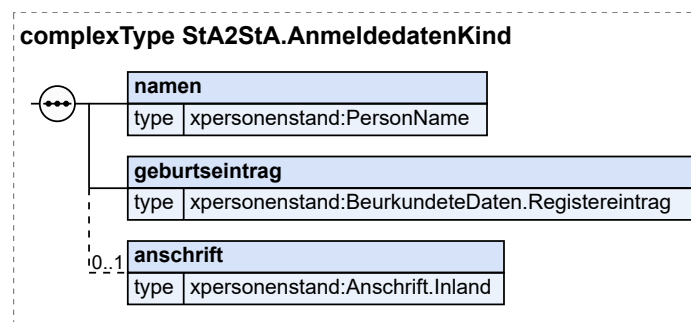 complexType StA2StA.AnmeldedatenKind
namen
type xpersonenstand:PersonName
geburtseintrag
type xpersonenstand:BeurkundeteDaten.Registereintrag
0..1
anschrift
type xpersonenstand:Anschrift.Inland